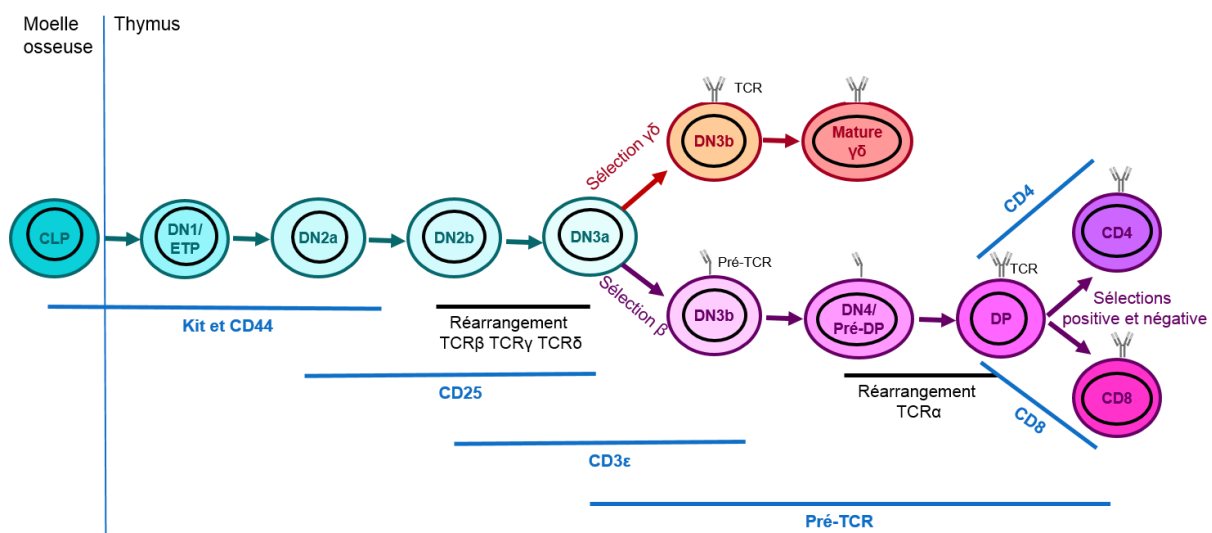 Moelle
osseuse
Thymus
TCR
DN3b
Mature
γδ
Sélection γδ
CD4
CLP
DN1/
ETP
DN2a
DN2b
DN3a
CD4
Kit et CD44
Réarrangement
TCRβ TCRγ TCRδ
Sélection β
Pré-TCR
DN3b
DN4/
Pré-DP
TCR
DP
Sélections
positive et négative
CD25
Réarrangement
TCRα
CD8
CD8
CD3ε
Pré-TCR